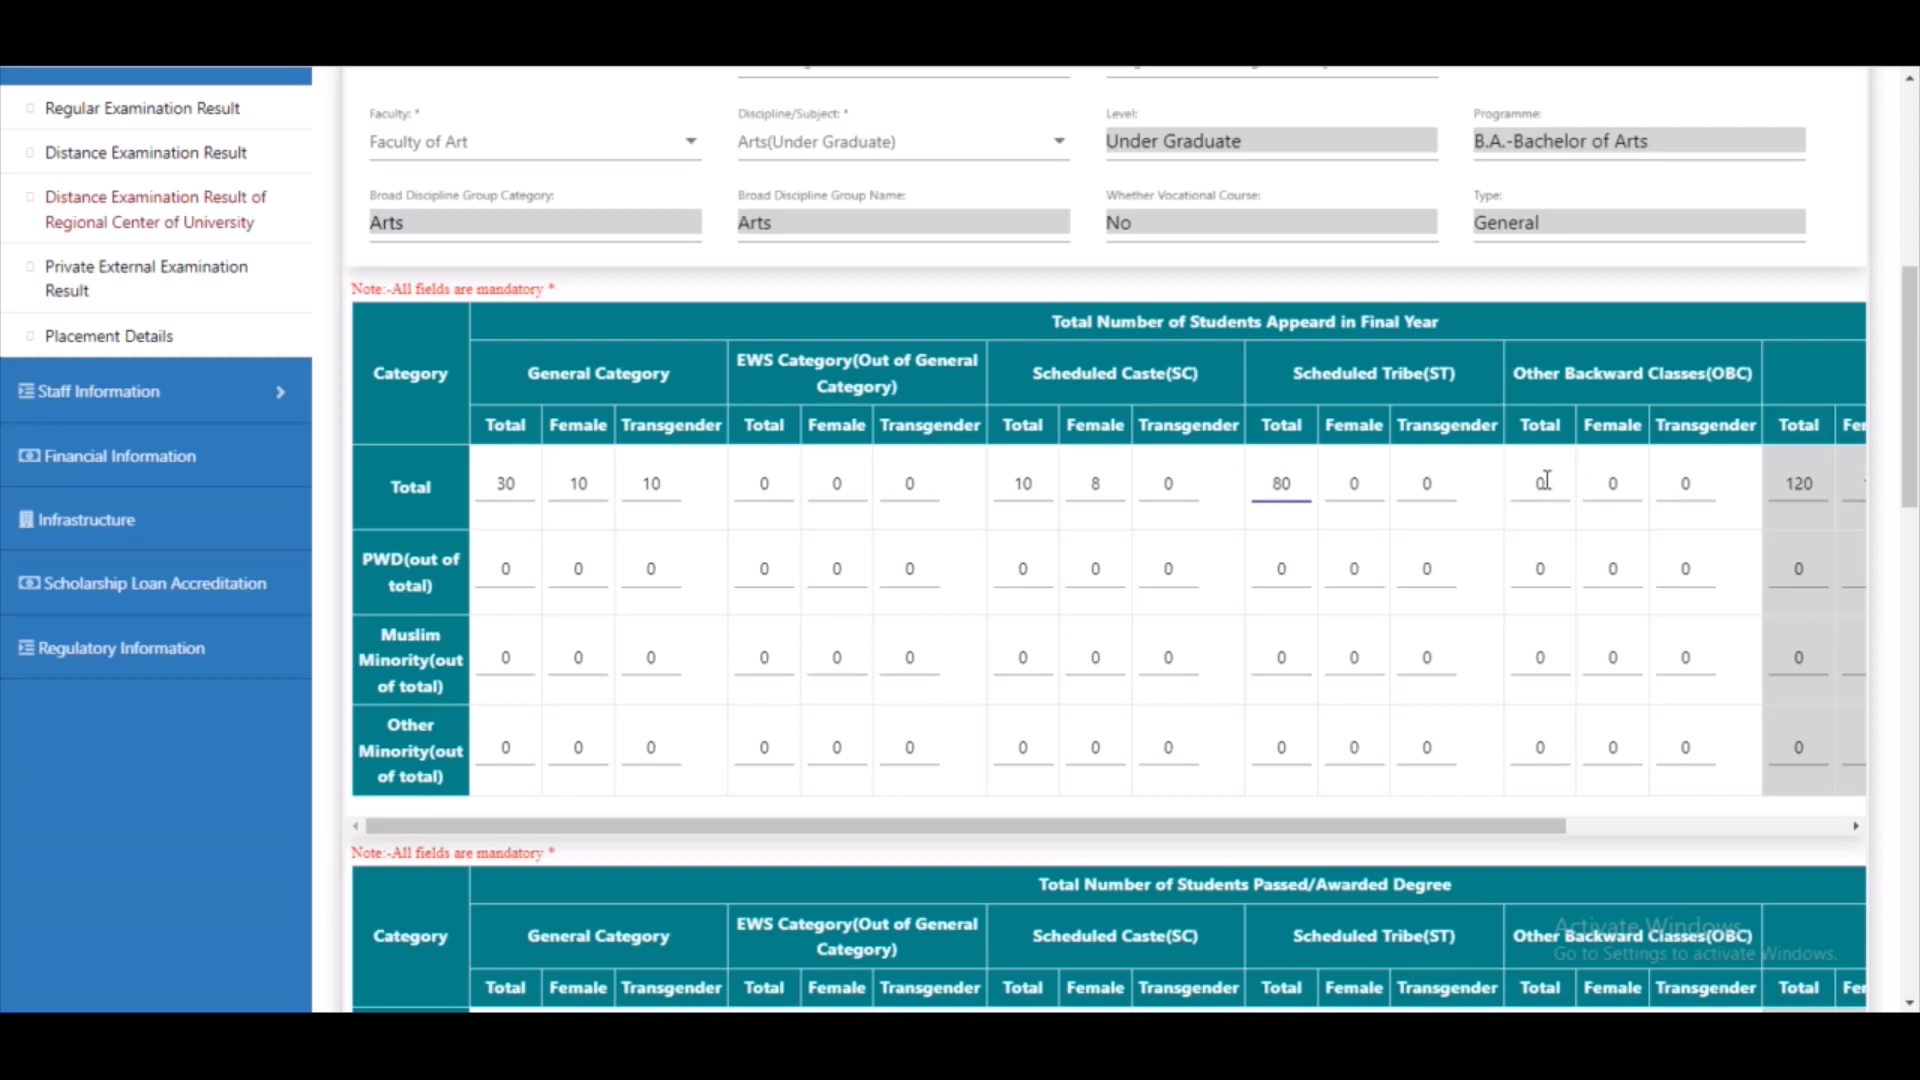 Regular Examination Result
Distance Examination Result
Distance Examination Result of
Regional Center of University
Private External Examination
Result
Placement Details
Staff Information
Financial Information
Infrastructure
Scholarship Loan Accreditation
Regulatory Information
Faculty: * Discipline/Subject: * Level: Programme:
Faculty of Art Arts(Under Graduate) Under Graduate B.A.-Bachelor of Arts
Broad Discipline Group Category: Broad Discipline Group Name: Whether Vocational Course: Type:
Arts Arts No General
Note:-All fields are mandatory *
Total Number of Students Appeard in Final Year
Category General Category EWS Category(Out of General Category) Scheduled Caste(SC) Scheduled Tribe(ST) Other Backward Classes(OBC)
Total Female Transgender Total Female Transgender Total Female Transgender Total Female Transgender Total Female Transgender Total Fer
Total 30 10 10 0 0 0 10 8 0 80 0 0 0 0 0 120
PWD(out of total) 0 0 0 0 0 0 0 0 0 0 0 0 0 0 0 0
Muslim Minority(out of total) 0 0 0 0 0 0 0 0 0 0 0 0 0 0 0 0
Other Minority(out of total) 0 0 0 0 0 0 0 0 0 0 0 0 0 0 0 0
Note:-All fields are mandatory *
Total Number of Students Passed/Awarded Degree
Category General Category EWS Category(Out of General Category) Scheduled Caste(SC) Scheduled Tribe(ST) Other Backward Classes(OBC)
Total Female Transgender Total Female Transgender Total Female Transgender Total Female Transgender Total Female Transgender Total Fer
Activate Windows
Go to Settings to activate Windows.